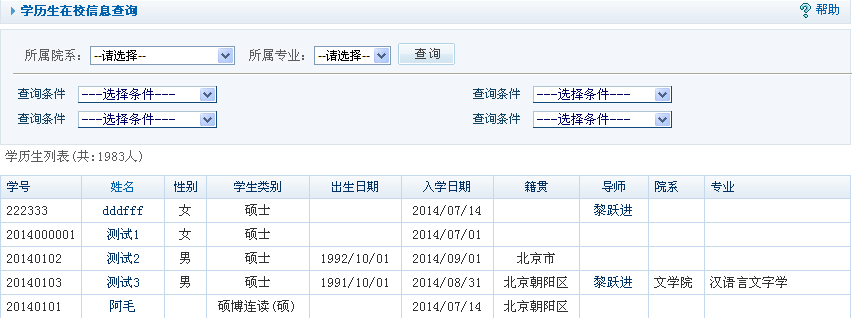 学历生在校信息查询 帮助
所属院系： --请选择-- 所属专业： --请选择-- 查询
查询条件 ---选择条件--- 查询条件 ---选择条件---
查询条件 ---选择条件--- 查询条件 ---选择条件---
学历生列表(共:1983人)
学号 姓名 性别 学生类别 出生日期 入学日期 籍贯 导师 院系 专业
222333 dddfff 女 硕士 2014/07/14 黎跃进
2014000001 测试1 女 硕士 2014/07/01
20140102 测试2 男 硕士 1992/10/01 2014/09/01 北京市
20140103 测试3 男 硕士 1991/10/01 2014/08/31 北京朝阳区 黎跃进 文学院 汉语言文字学
20140101 阿毛 硕博连读(硕) 2014/07/14 北京朝阳区